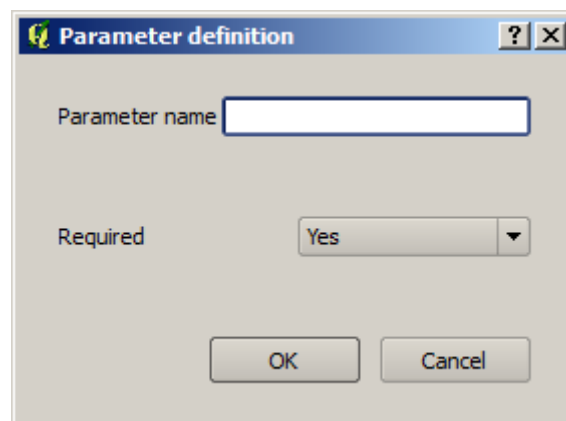 Parameter definition
Parameter name
Required Yes
OK Cancel